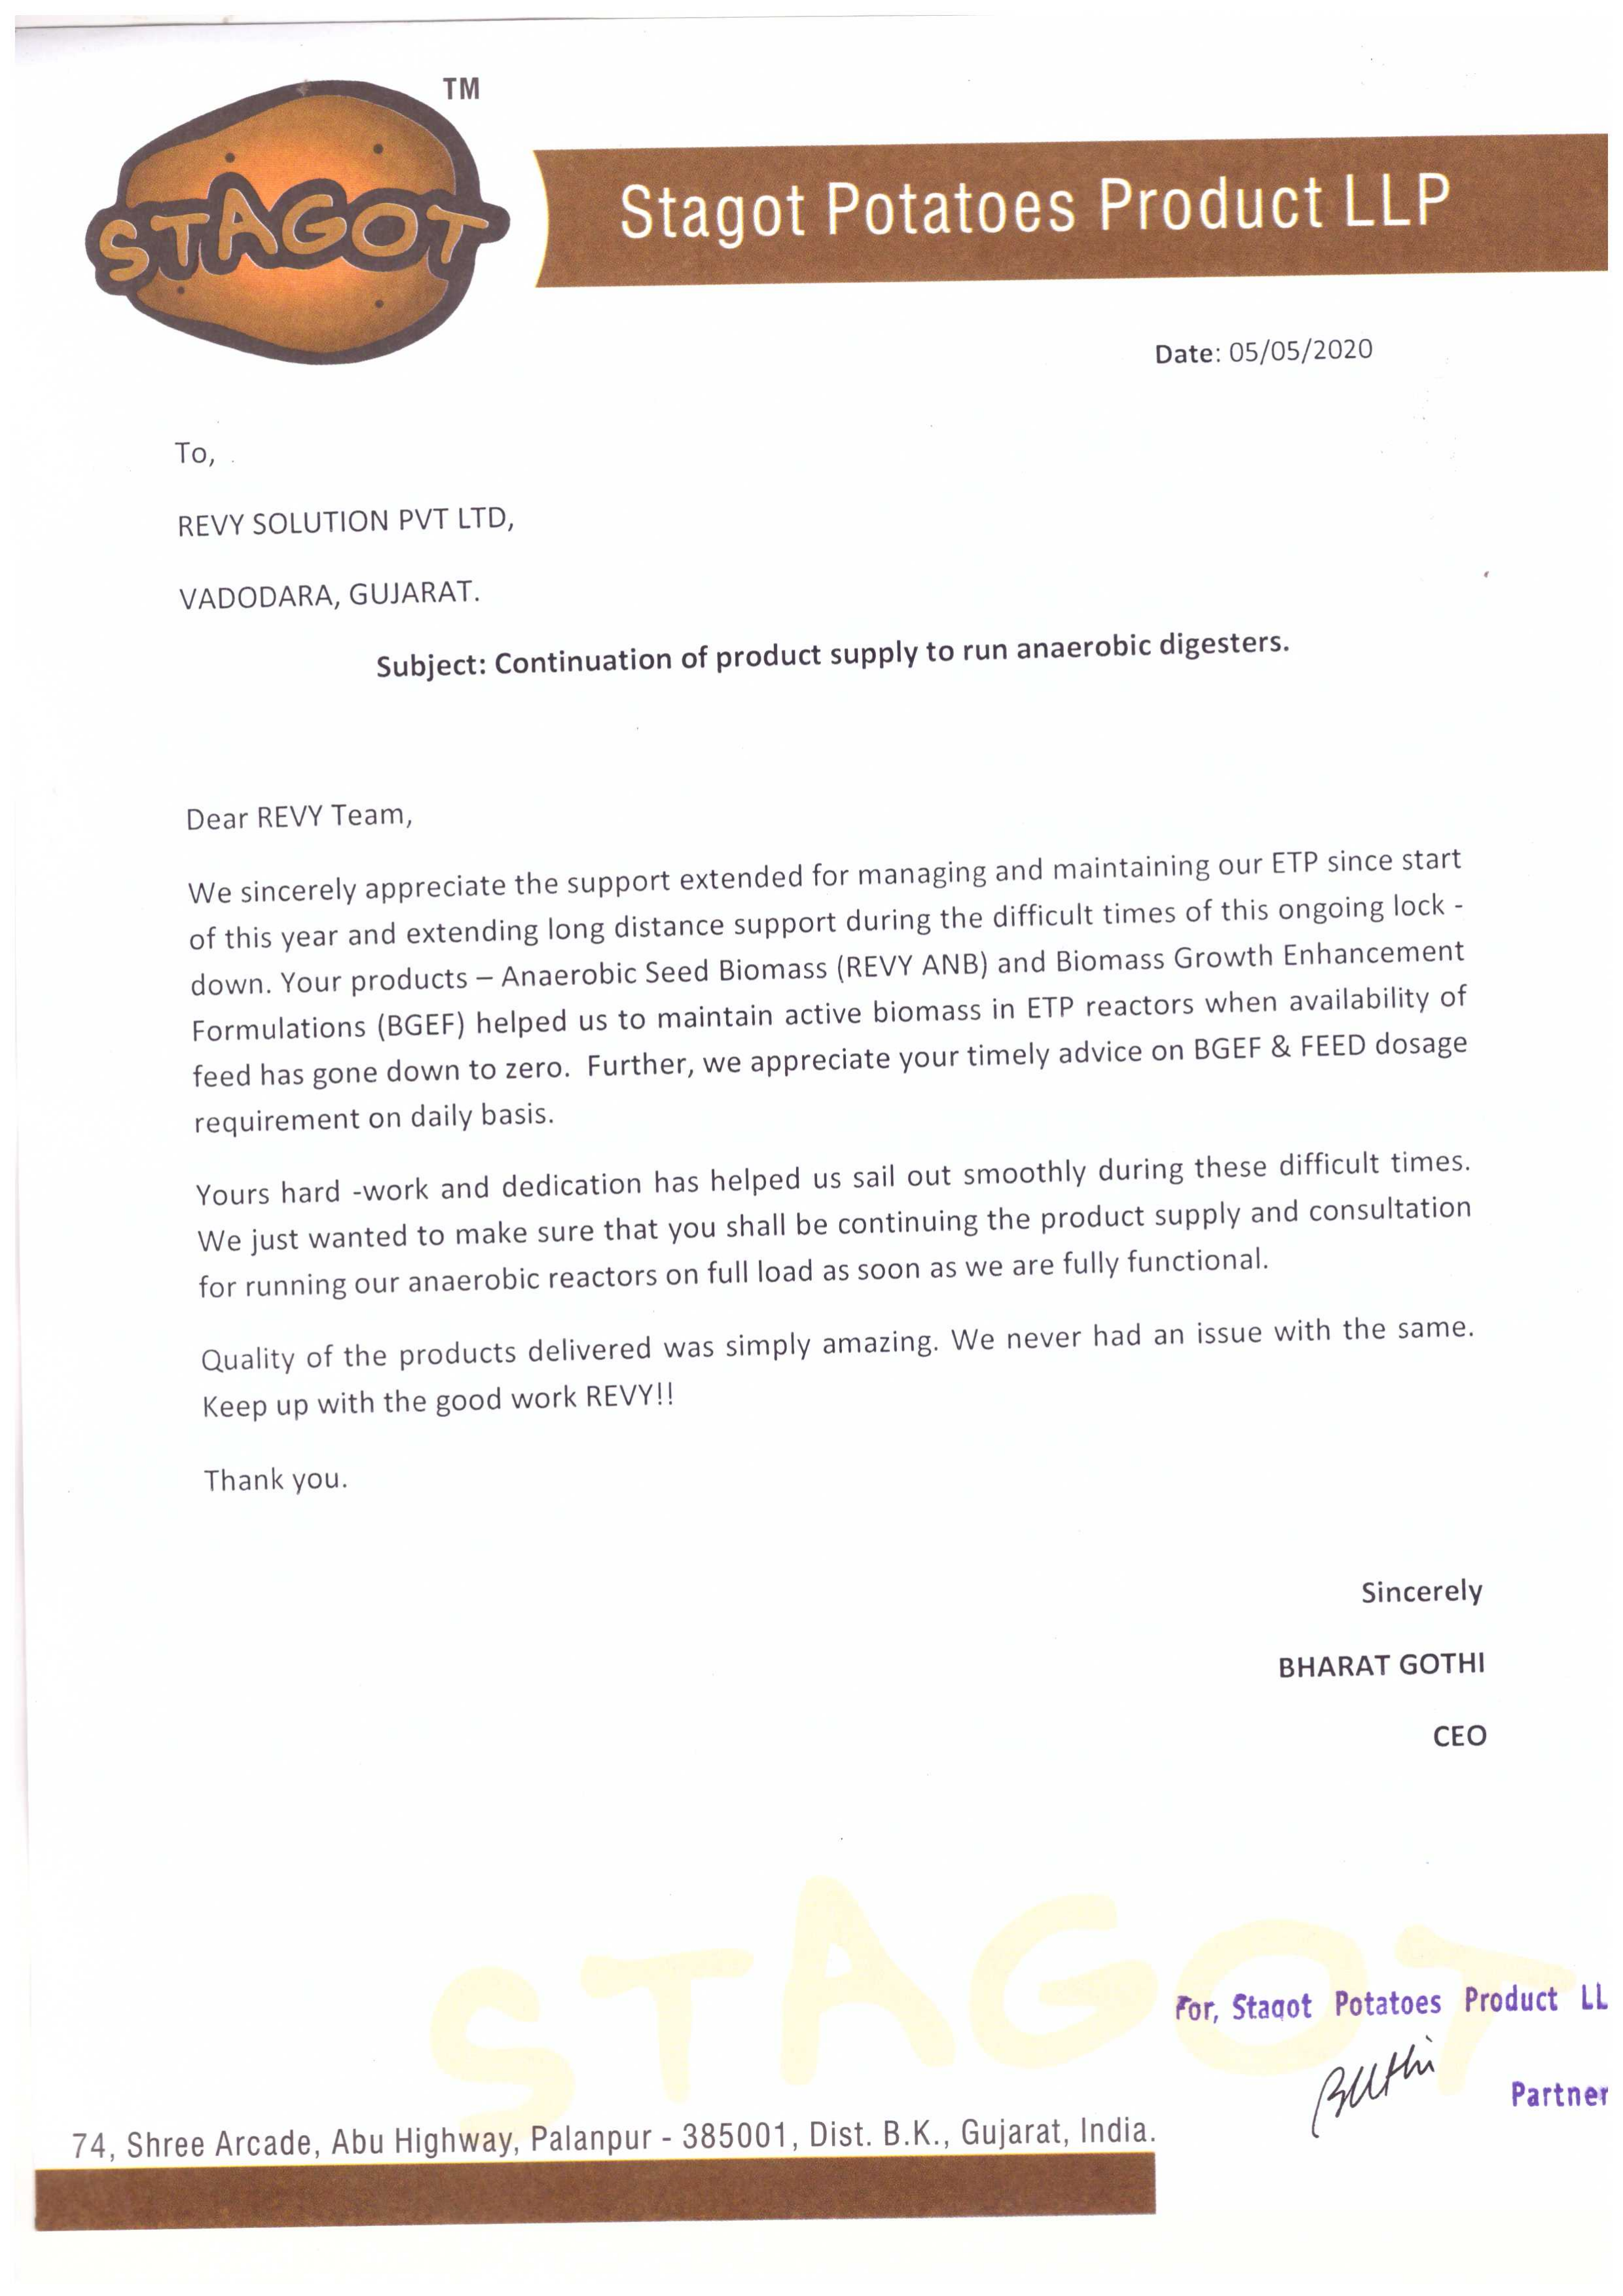 TM
STAGOT
Stagot Potatoes Product LLP
Date: 05/05/2020
To,
REVY SOLUTION PVT LTD,
VADODARA, GUJARAT.
Subject: Continuation of product supply to run anaerobic digesters.
Dear REVY Team,
We sincerely appreciate the support extended for managing and maintaining our ETP since start
of this year and extending long distance support during the difficult times of this ongoing lock -
down. Your products – Anaerobic Seed Biomass (REVY ANB) and Biomass Growth Enhancement
Formulations (BGEF) helped us to maintain active biomass in ETP reactors when availability of
feed has gone down to zero.  Further, we appreciate your timely advice on BGEF & FEED dosage
requirement on daily basis.
Yours hard -work and dedication has helped us sail out smoothly during these difficult times.
We just wanted to make sure that you shall be continuing the product supply and consultation
for running our anaerobic reactors on full load as soon as we are fully functional.
Quality of the products delivered was simply amazing. We never had an issue with the same.
Keep up with the good work REVY!!
Thank you.
Sincerely
BHARAT GOTHI
CEO
STAGOT
For, Stagot Potatoes Product LL
Partner
74, Shree Arcade, Abu Highway, Palanpur - 385001, Dist. B.K., Gujarat, India.